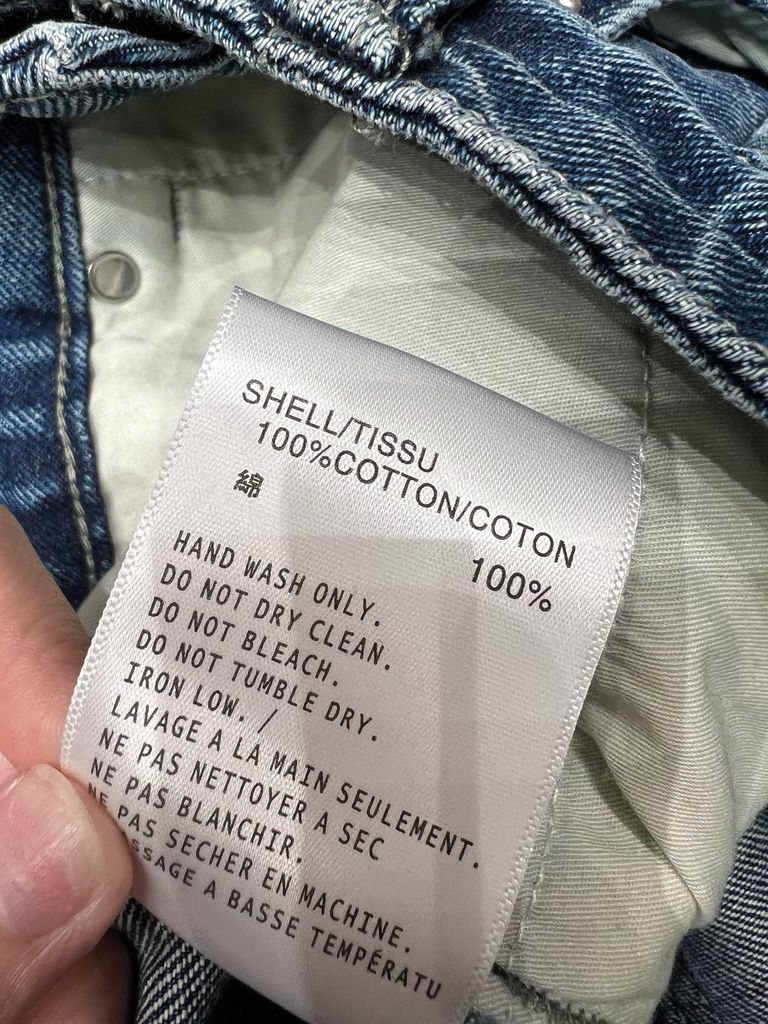 SHELL/TISSU
100%COTTON/COTON
綿 100%
HAND WASH ONLY.
DO NOT DRY CLEAN.
DO NOT BLEACH.
DO NOT TUMBLE DRY.
IRON LOW. /
LAVAGE A LA MAIN SEULEMENT.
NE PAS NETTOYER A SEC
NE PAS BLANCHIR.
NE PAS SECHER EN MACHINE.
SSAGE A BASSE TEMPÉRATU